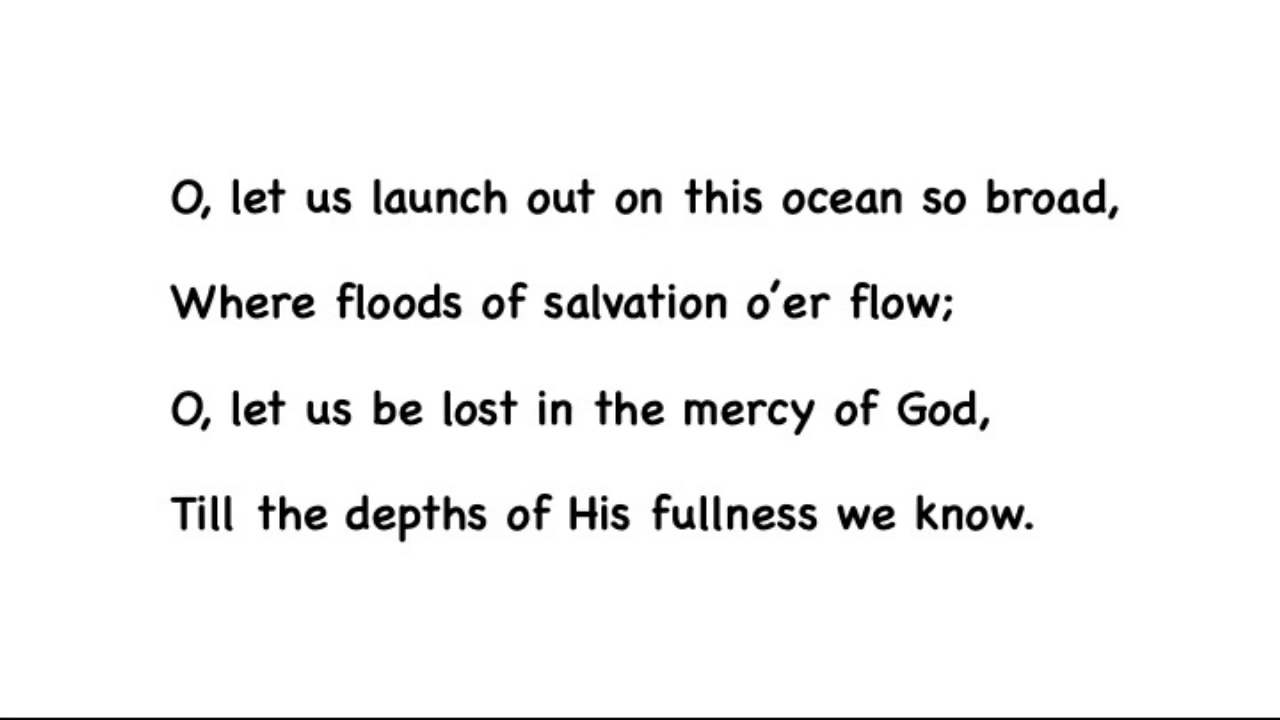 O, let us launch out on this ocean so broad,
Where floods of salvation o’er flow;
O, let us be lost in the mercy of God,
Till the depths of His fullness we know.